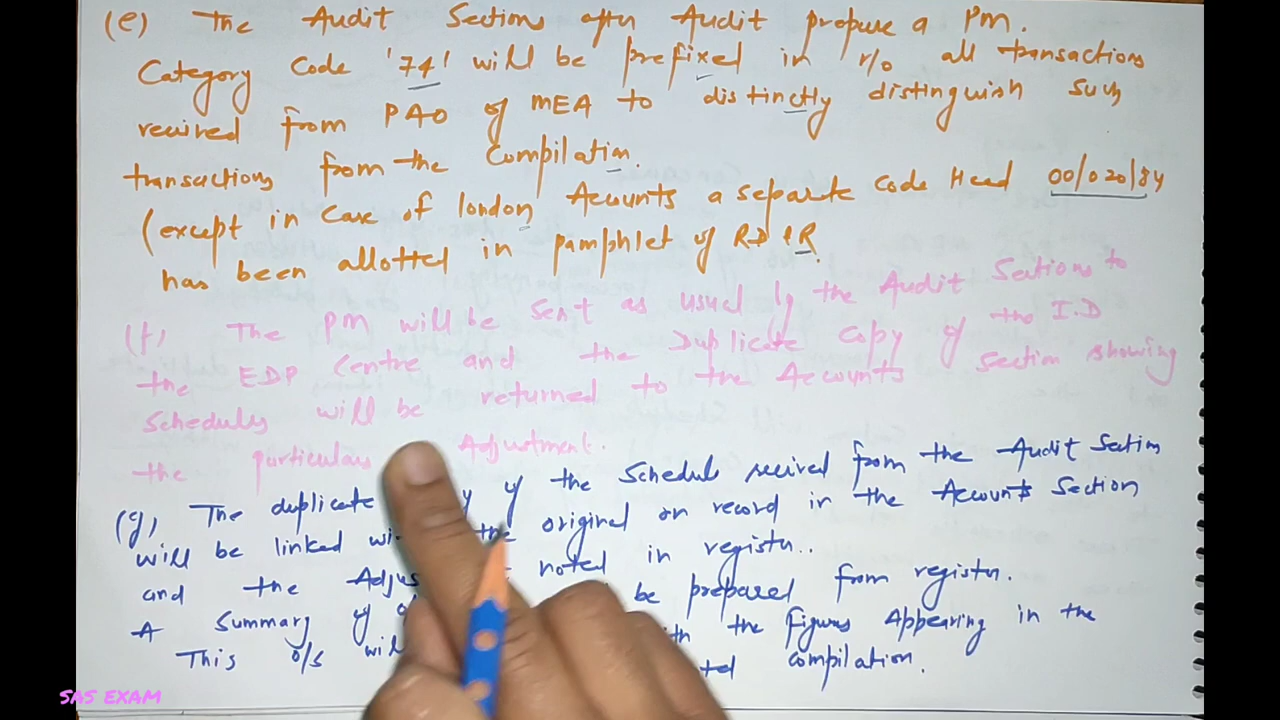 (e) The Audit Sections after Audit prepare a PM.
Category Code '74' will be prefixed in r/o all transactions
received from PAO of MEA to distinctly distinguish such
transactions from the Compilation.
(except in case of london Accounts a separate Code Head 00/020/84
has been allotted in pamphlet of RD & R
(f) The PM will be sent as usual by the Audit Sections to
the EDP Centre and the Duplicate copy of the I.D
Schedules will be returned to the Accounts Section showing
the particulars Adjustment.
(g) The duplicate of the Schedule received from the Audit Section
will be linked the original on record in the Accounts Section
and the noted in register..
A Summary of be prepared from register.
This o/s the figures Appearing in the
compilation.
SAS EXAM